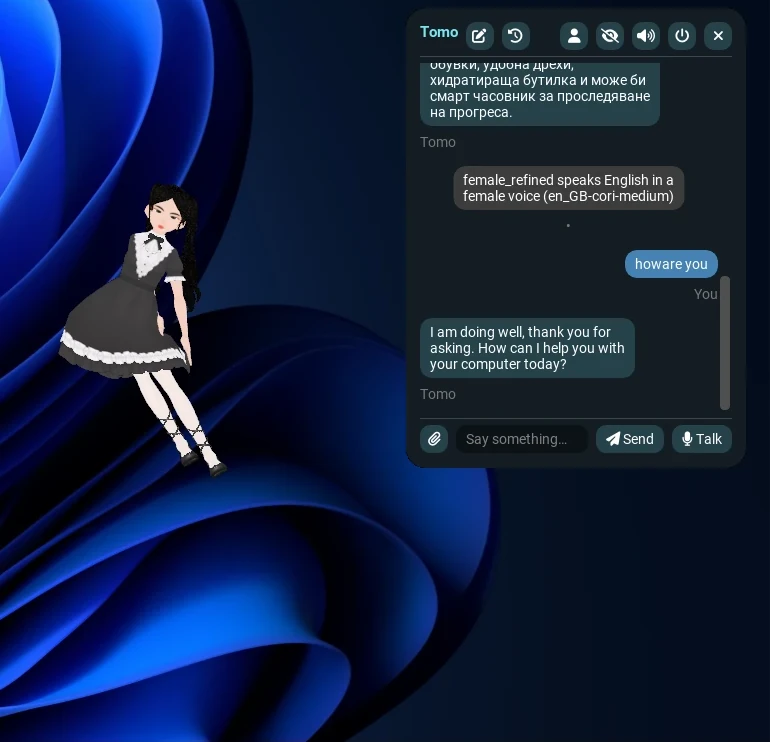 Tomo
обувки, удобна дрехи,
хидратираща бутилка и може би
смарт часовник за проследяване
на прогреса.
Tomo
female_refined speaks English in a
female voice (en_GB-cori-medium)
howare you
You
I am doing well, thank you for
asking. How can I help you with
your computer today?
Tomo
Say something...
Send
Talk